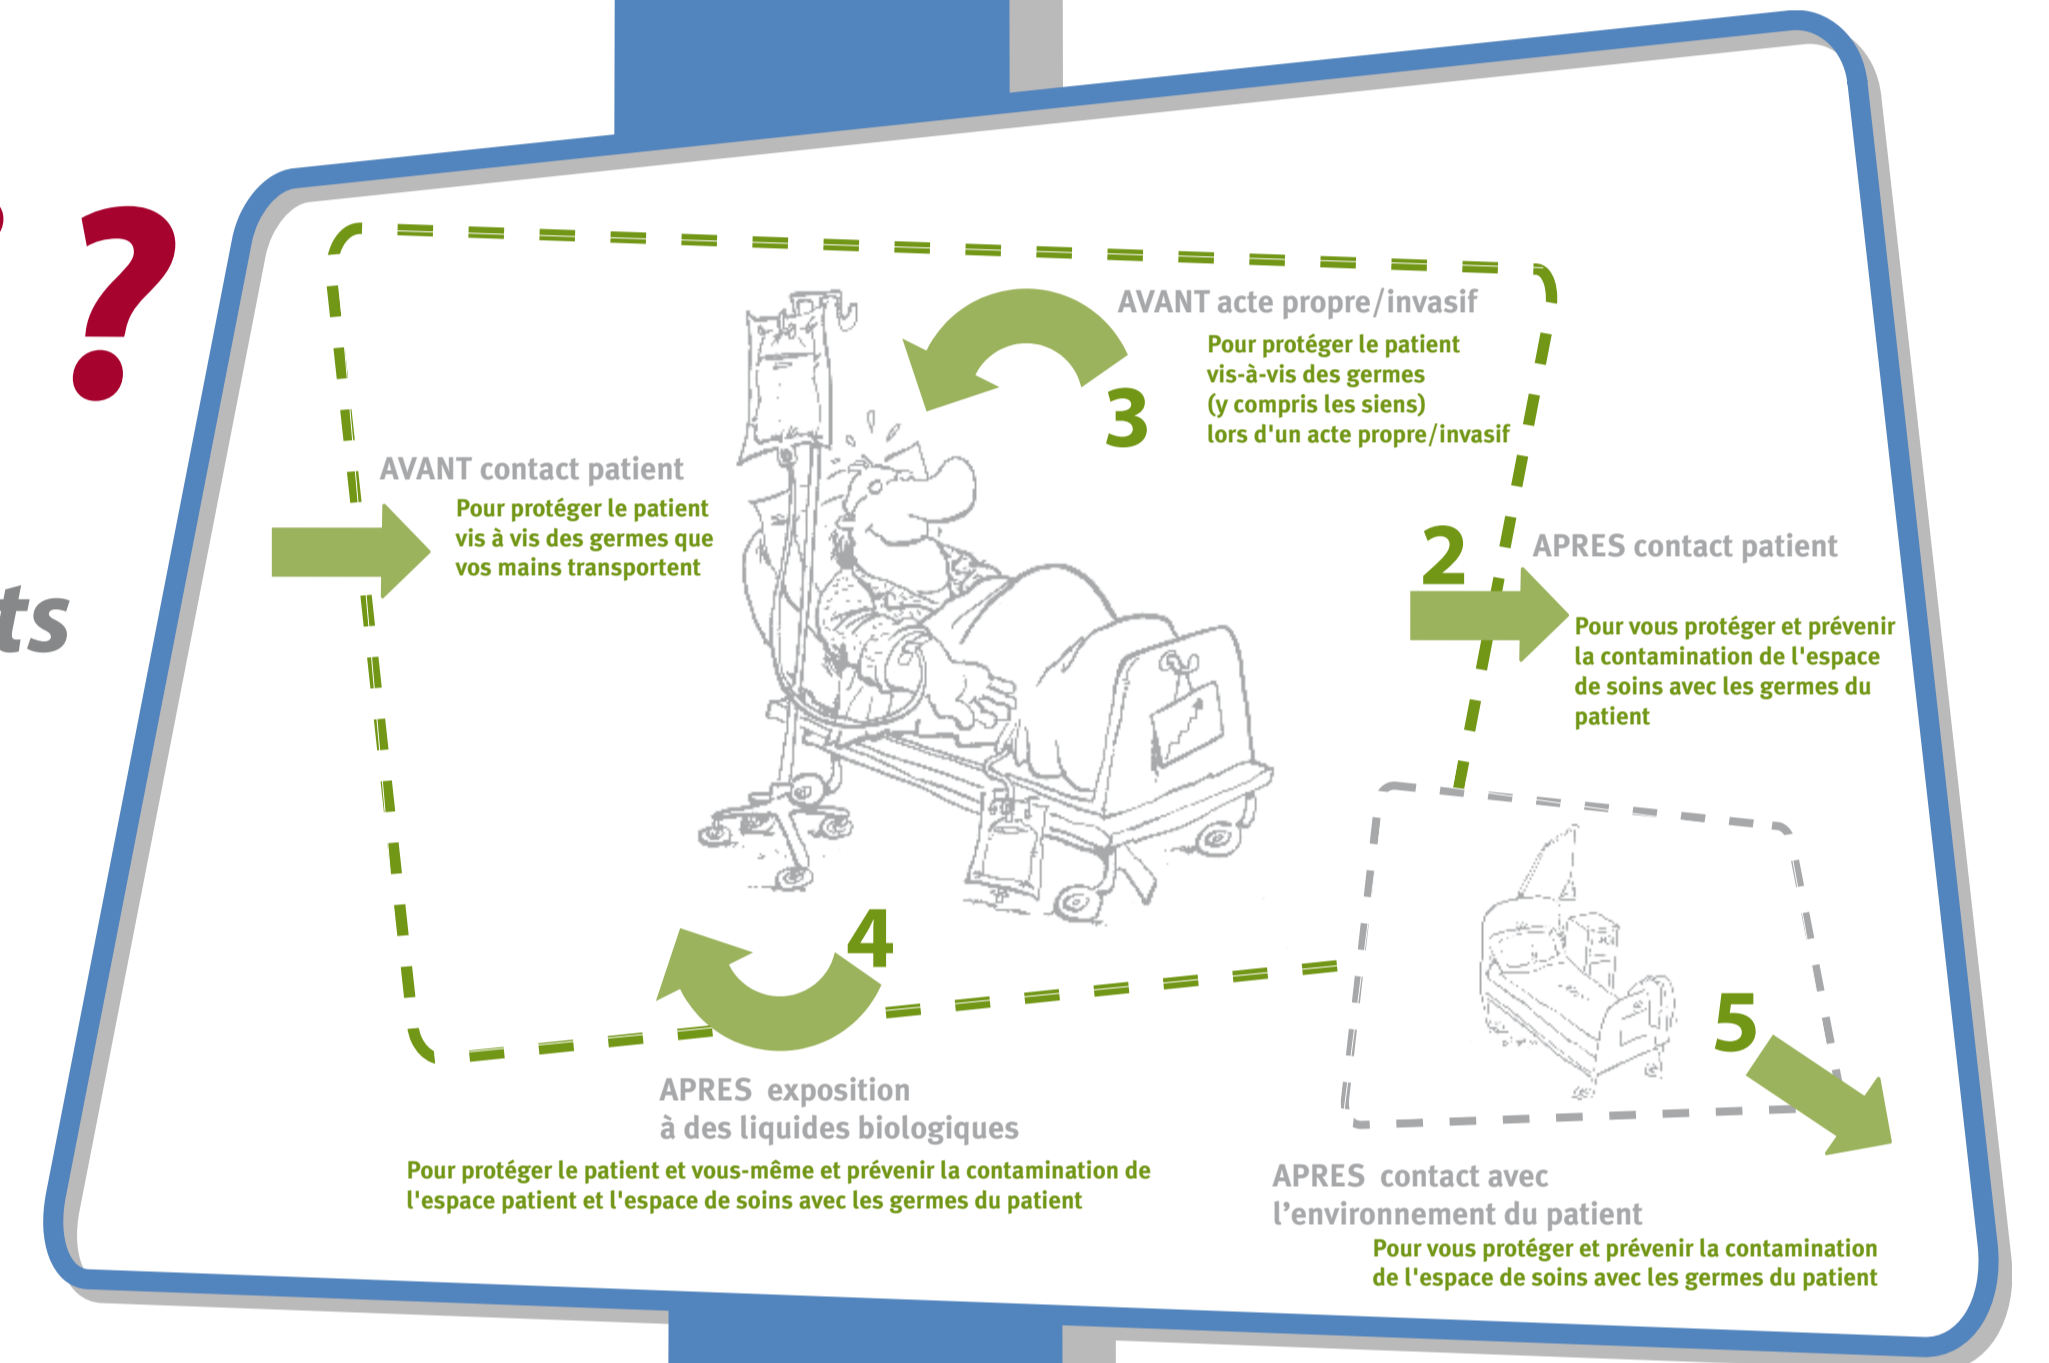 ?
ts
AVANT contact patient
Pour protéger le patient
vis à vis des germes que
vos mains transportent
AVANT acte propre/invasif
3
Pour protéger le patient
vis-à-vis des germes
(y compris les siens)
lors d'un acte propre/invasif
2
APRES contact patient
Pour vous protéger et prévenir
la contamination de l'espace
de soins avec les germes du
patient
4
APRES exposition
à des liquides biologiques
Pour protéger le patient et vous-même et prévenir la contamination de
l'espace patient et l'espace de soins avec les germes du patient
5
APRES contact avec
l’environnement du patient
Pour vous protéger et prévenir la contamination
de l'espace de soins avec les germes du patient